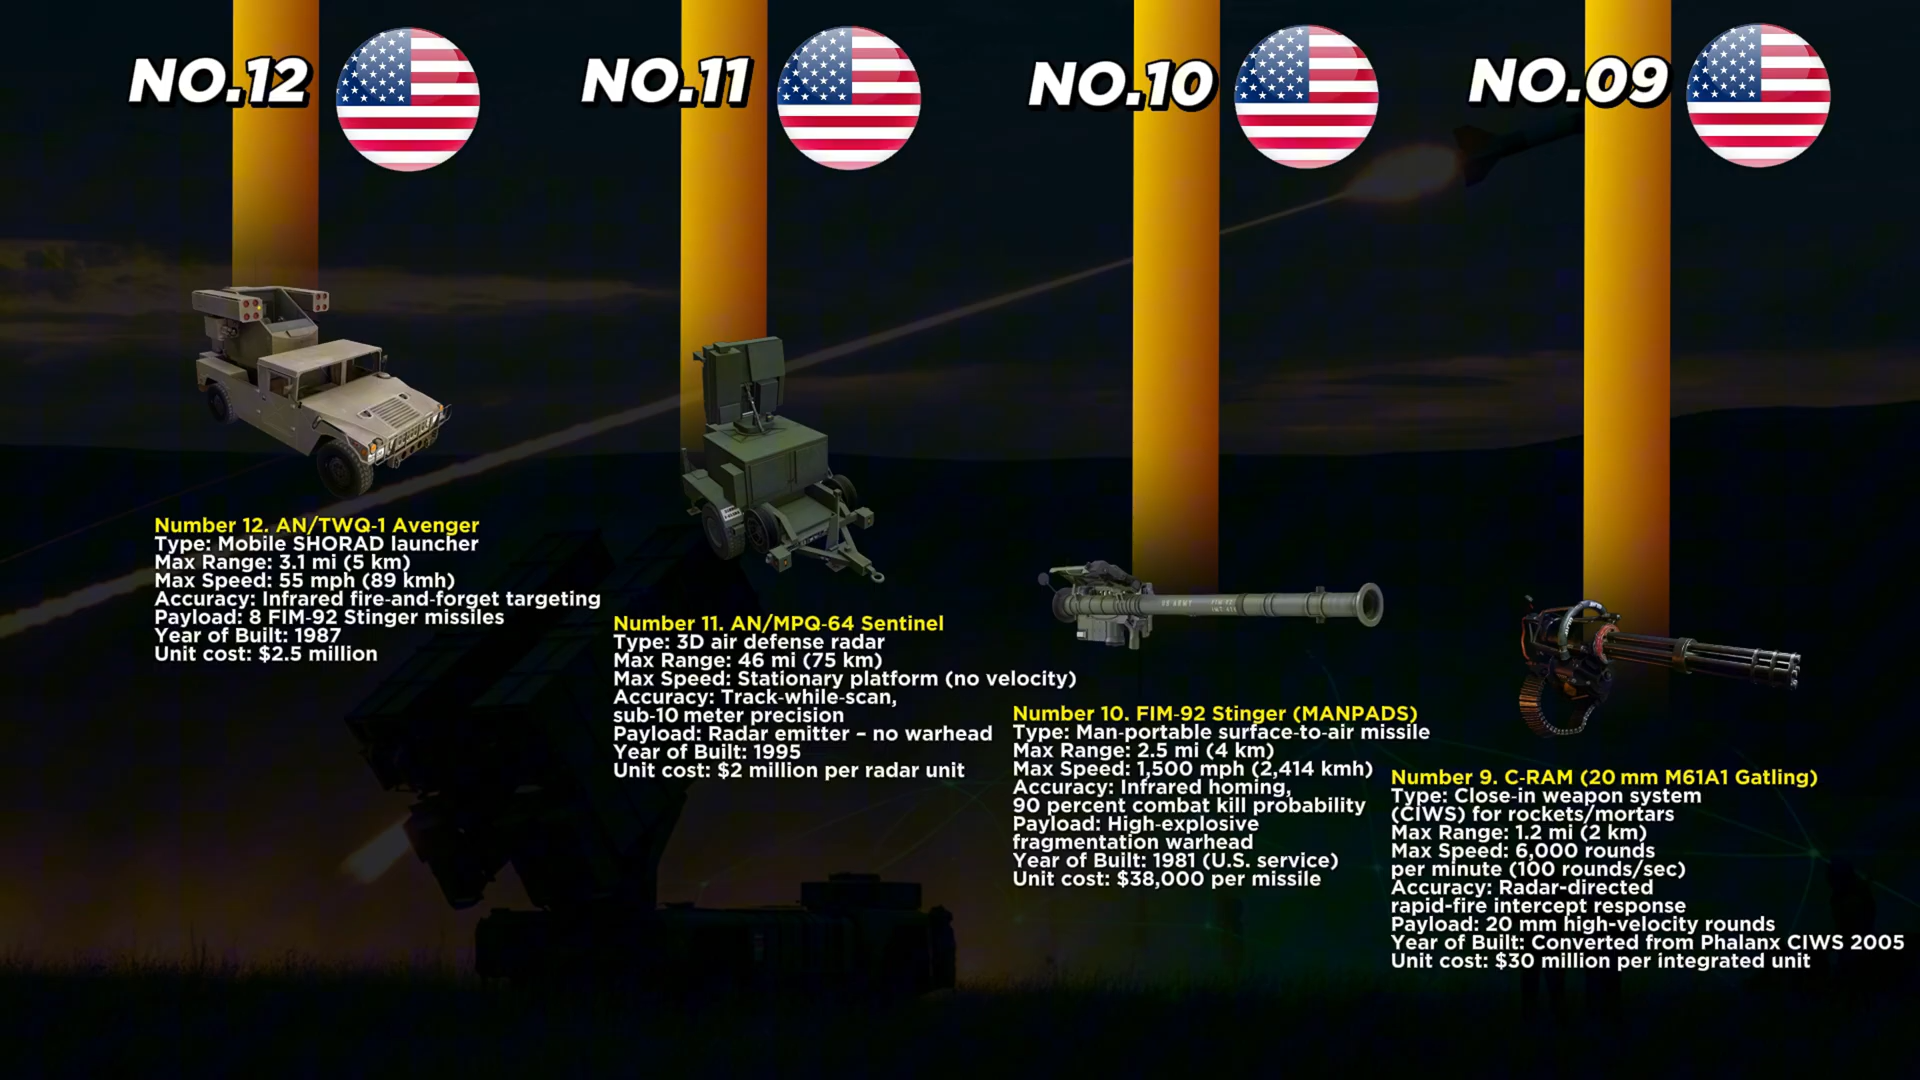 NO.12
NO.11
NO.10
NO.09
Number 12. AN/TWQ-1 Avenger
Type: Mobile SHORAD launcher
Max Range: 3.1 mi (5 km)
Max Speed: 55 mph (89 kmh)
Accuracy: Infrared fire-and-forget targeting
Payload: 8 FIM-92 Stinger missiles
Year of Built: 1987
Unit cost: $2.5 million
Number 11. AN/MPQ-64 Sentinel
Type: 3D air defense radar
Max Range: 46 mi (75 km)
Max Speed: Stationary platform (no velocity)
Accuracy: Track-while-scan,
sub-10 meter precision
Payload: Radar emitter – no warhead
Year of Built: 1995
Unit cost: $2 million per radar unit
US ARMY
Number 10. FIM-92 Stinger (MANPADS)
Type: Man-portable surface-to-air missile
Max Range: 2.5 mi (4 km)
Max Speed: 1,500 mph (2,414 kmh)
Accuracy: Infrared homing,
90 percent combat kill probability
Payload: High-explosive
fragmentation warhead
Year of Built: 1981 (U.S. service)
Unit cost: $38,000 per missile
Number 9. C-RAM (20 mm M61A1 Gatling)
Type: Close-in weapon system
(CIWS) for rockets/mortars
Max Range: 1.2 mi (2 km)
Max Speed: 6,000 rounds
per minute (100 rounds/sec)
Accuracy: Radar-directed
rapid-fire intercept response
Payload: 20 mm high-velocity rounds
Year of Built: Converted from Phalanx CIWS 2005
Unit cost: $30 million per integrated unit